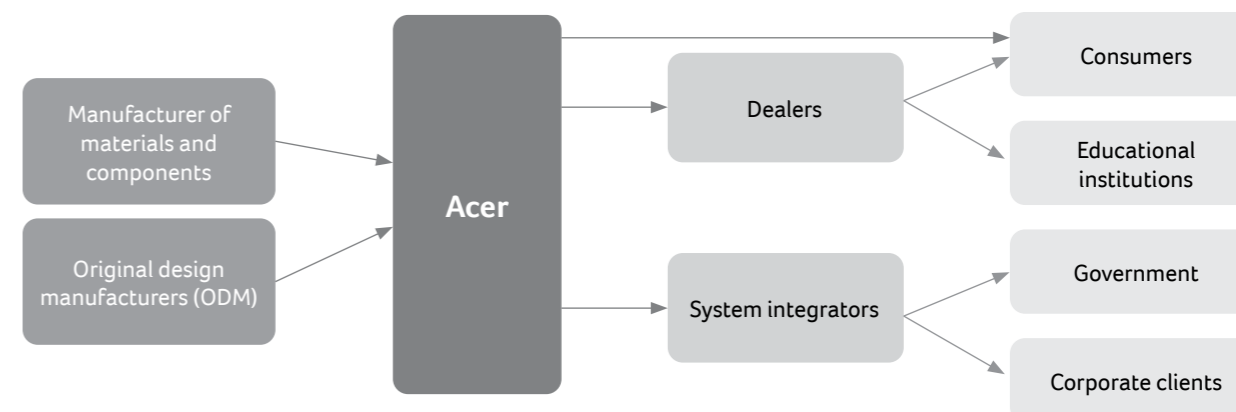 Manufacturer of
materials and
components
Original design
manufacturers (ODM)
Acer
Dealers
System integrators
Consumers
Educational
institutions
Government
Corporate clients